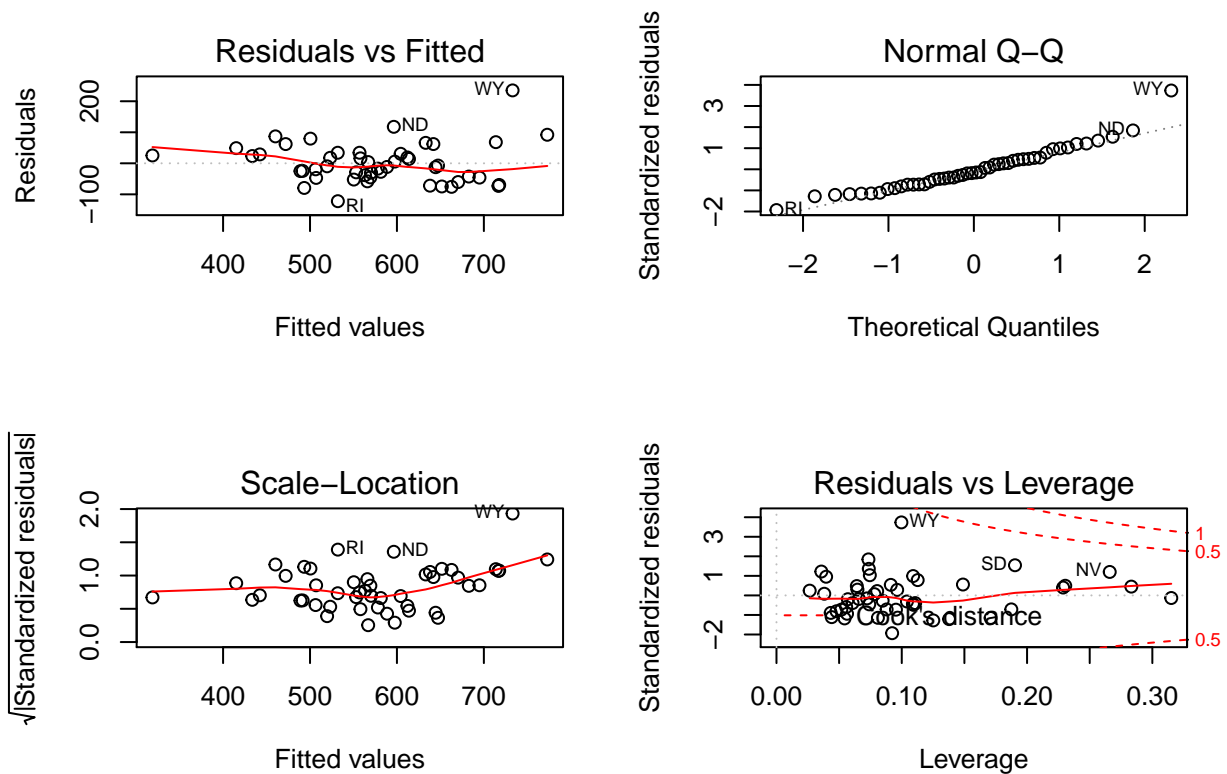 Residuals vs Fitted
Residuals
200
−100
WY
ND
RI
400 500 600 700
Fitted values
Normal Q−Q
Standardized residuals
3
1
−2
WY
ND
RI
−2 −1 0 1 2
Theoretical Quantiles
Scale−Location
√|Standardized residuals|
2.0
1.0
0.0
WY
RI
ND
400 500 600 700
Fitted values
Residuals vs Leverage
Standardized residuals
3
1
−2
WY
SD
NV
Cook's distance
1
0.5
0.5
0.00 0.10 0.20 0.30
Leverage